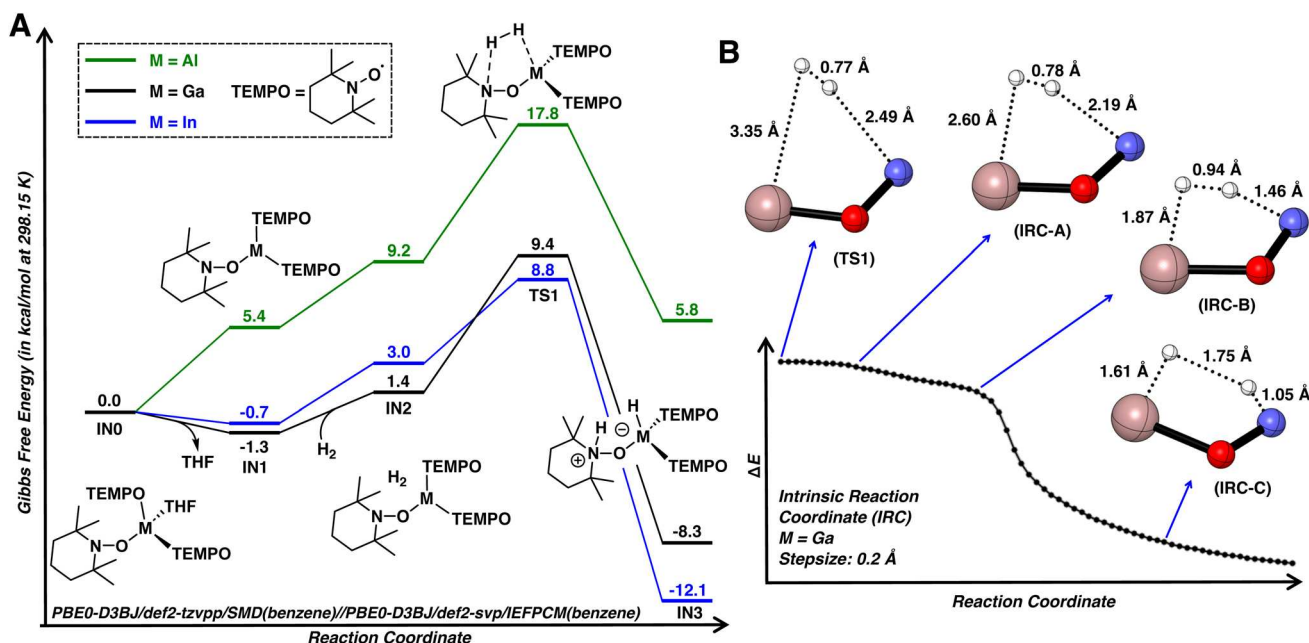 A
Gibbs Free Energy (in kcal/mol at 298.15 K)
M = Al
M = Ga
M = In
TEMPO =
N
O•
H
H
TEMPO
M
N
O
TEMPO
17.8
TEMPO
M
N
O
TEMPO
9.2
5.4
9.4
8.8
TS1
5.8
0.0
IN0
-0.7
-1.3
IN1
THF
3.0
1.4
IN2
H2
H
H
TEMPO
M
N
O
⊕
⊖
TEMPO
TEMPO
THF
M
N
O
TEMPO
H2
TEMPO
M
N
O
TEMPO
-8.3
-12.1
IN3
PBE0-D3BJ/def2-tzvpp/SMD(benzene)//PBE0-D3BJ/def2-svp/IEFPCM(benzene)
Reaction Coordinate
B
0.77 Å
3.35 Å
2.49 Å
(TS1)
0.78 Å
2.60 Å
2.19 Å
(IRC-A)
0.94 Å
1.87 Å
1.46 Å
(IRC-B)
1.75 Å
1.61 Å
1.05 Å
(IRC-C)
ΔE
Intrinsic Reaction
Coordinate (IRC)
M = Ga
Stepsize: 0.2 Å
Reaction Coordinate